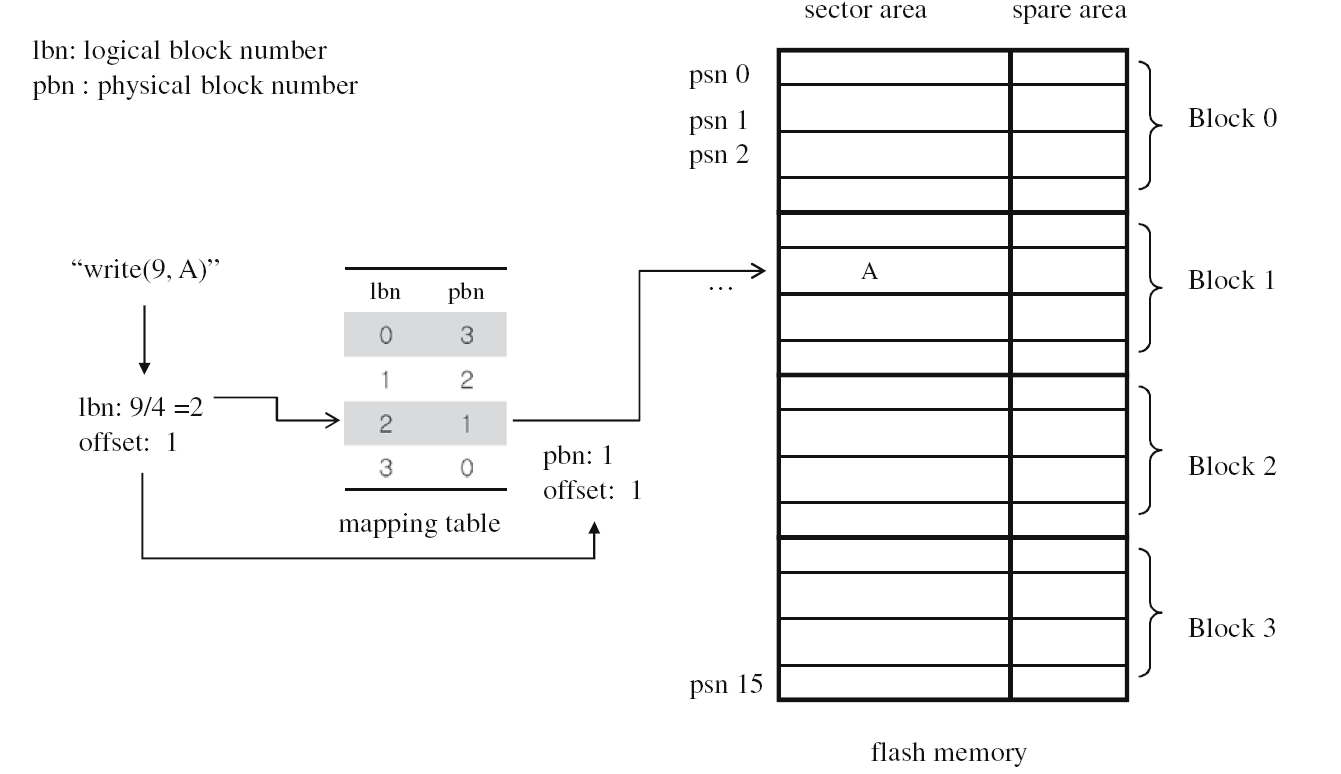 sector area spare area
lbn: logical block number
pbn : physical block number
psn 0
psn 1
psn 2
Block 0
“write(9, A)”
lbn pbn
0 3
1 2
2 1
3 0
mapping table
lbn: 9/4 =2
offset: 1
pbn: 1
offset: 1
...
A
Block 1
Block 2
Block 3
psn 15
flash memory